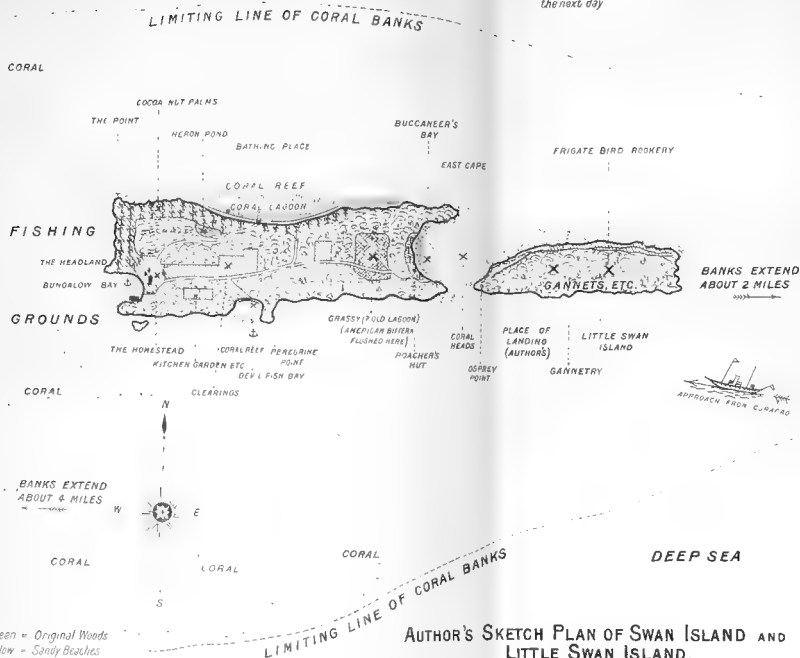 the next day
LIMITING LINE OF CORAL BANKS
CORAL
COCOA NUT PALMS
THE POINT
HERON POND
BATHING PLACE
BUCCANEER'S
BAY
EAST CAPE
FRIGATE BIRD ROOKERY
CORAL REEF
CORAL LAGOON
FISHING
THE HEADLAND
BUNGALOW BAY
GROUNDS
GANNETS, ETC.
BANKS EXTEND
ABOUT 2 MILES
GRASSY (? OLD LAGOON)
(AMERICAN BITTERN
FLUSHED HERE)
POACHER'S
HUT
CORAL
HEADS
OSPREY
POINT
PLACE OF
LANDING
(AUTHOR'S)
LITTLE SWAN
ISLAND
GANNETRY
THE HOMESTEAD
KITCHEN GARDEN ETC
CORAL REEF
PEREGRINE
POINT
DEVIL FISH BAY
CLEARINGS
APPROACH FROM CURACAO
CORAL
N
BANKS EXTEND
ABOUT 4 MILES
W
E
S
CORAL
CORAL
CORAL
DEEP SEA
LIMITING LINE OF CORAL BANKS
een = Original Woods
low = Sandy Beaches
AUTHOR'S SKETCH PLAN OF SWAN ISLAND AND
LITTLE SWAN ISLAND